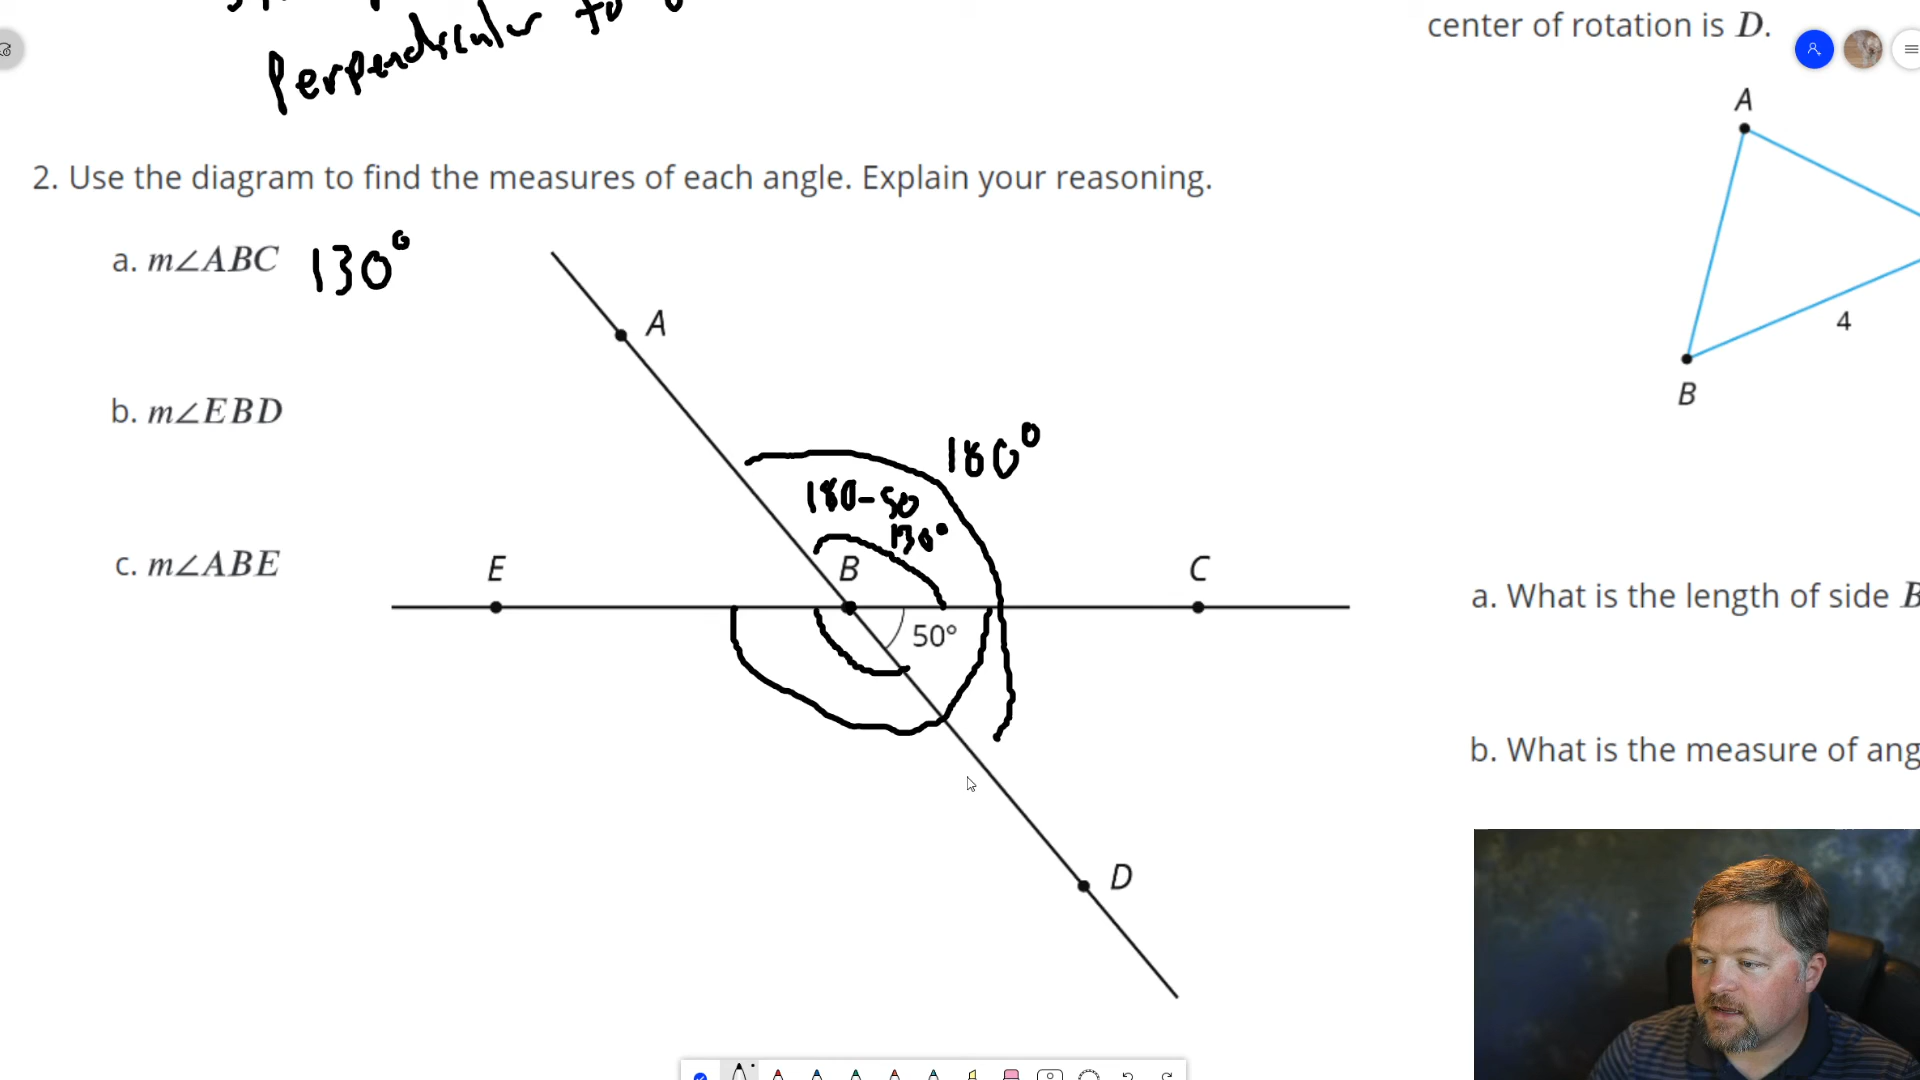 Perpendicular to
center of rotation is D.
A
2. Use the diagram to find the measures of each angle. Explain your reasoning.
a. m∠ABC 130°
A
4
B
b. m∠EBD
180°
180-50
130°
c. m∠ABE
E
B
C
50°
a. What is the length of side B
b. What is the measure of ang
D